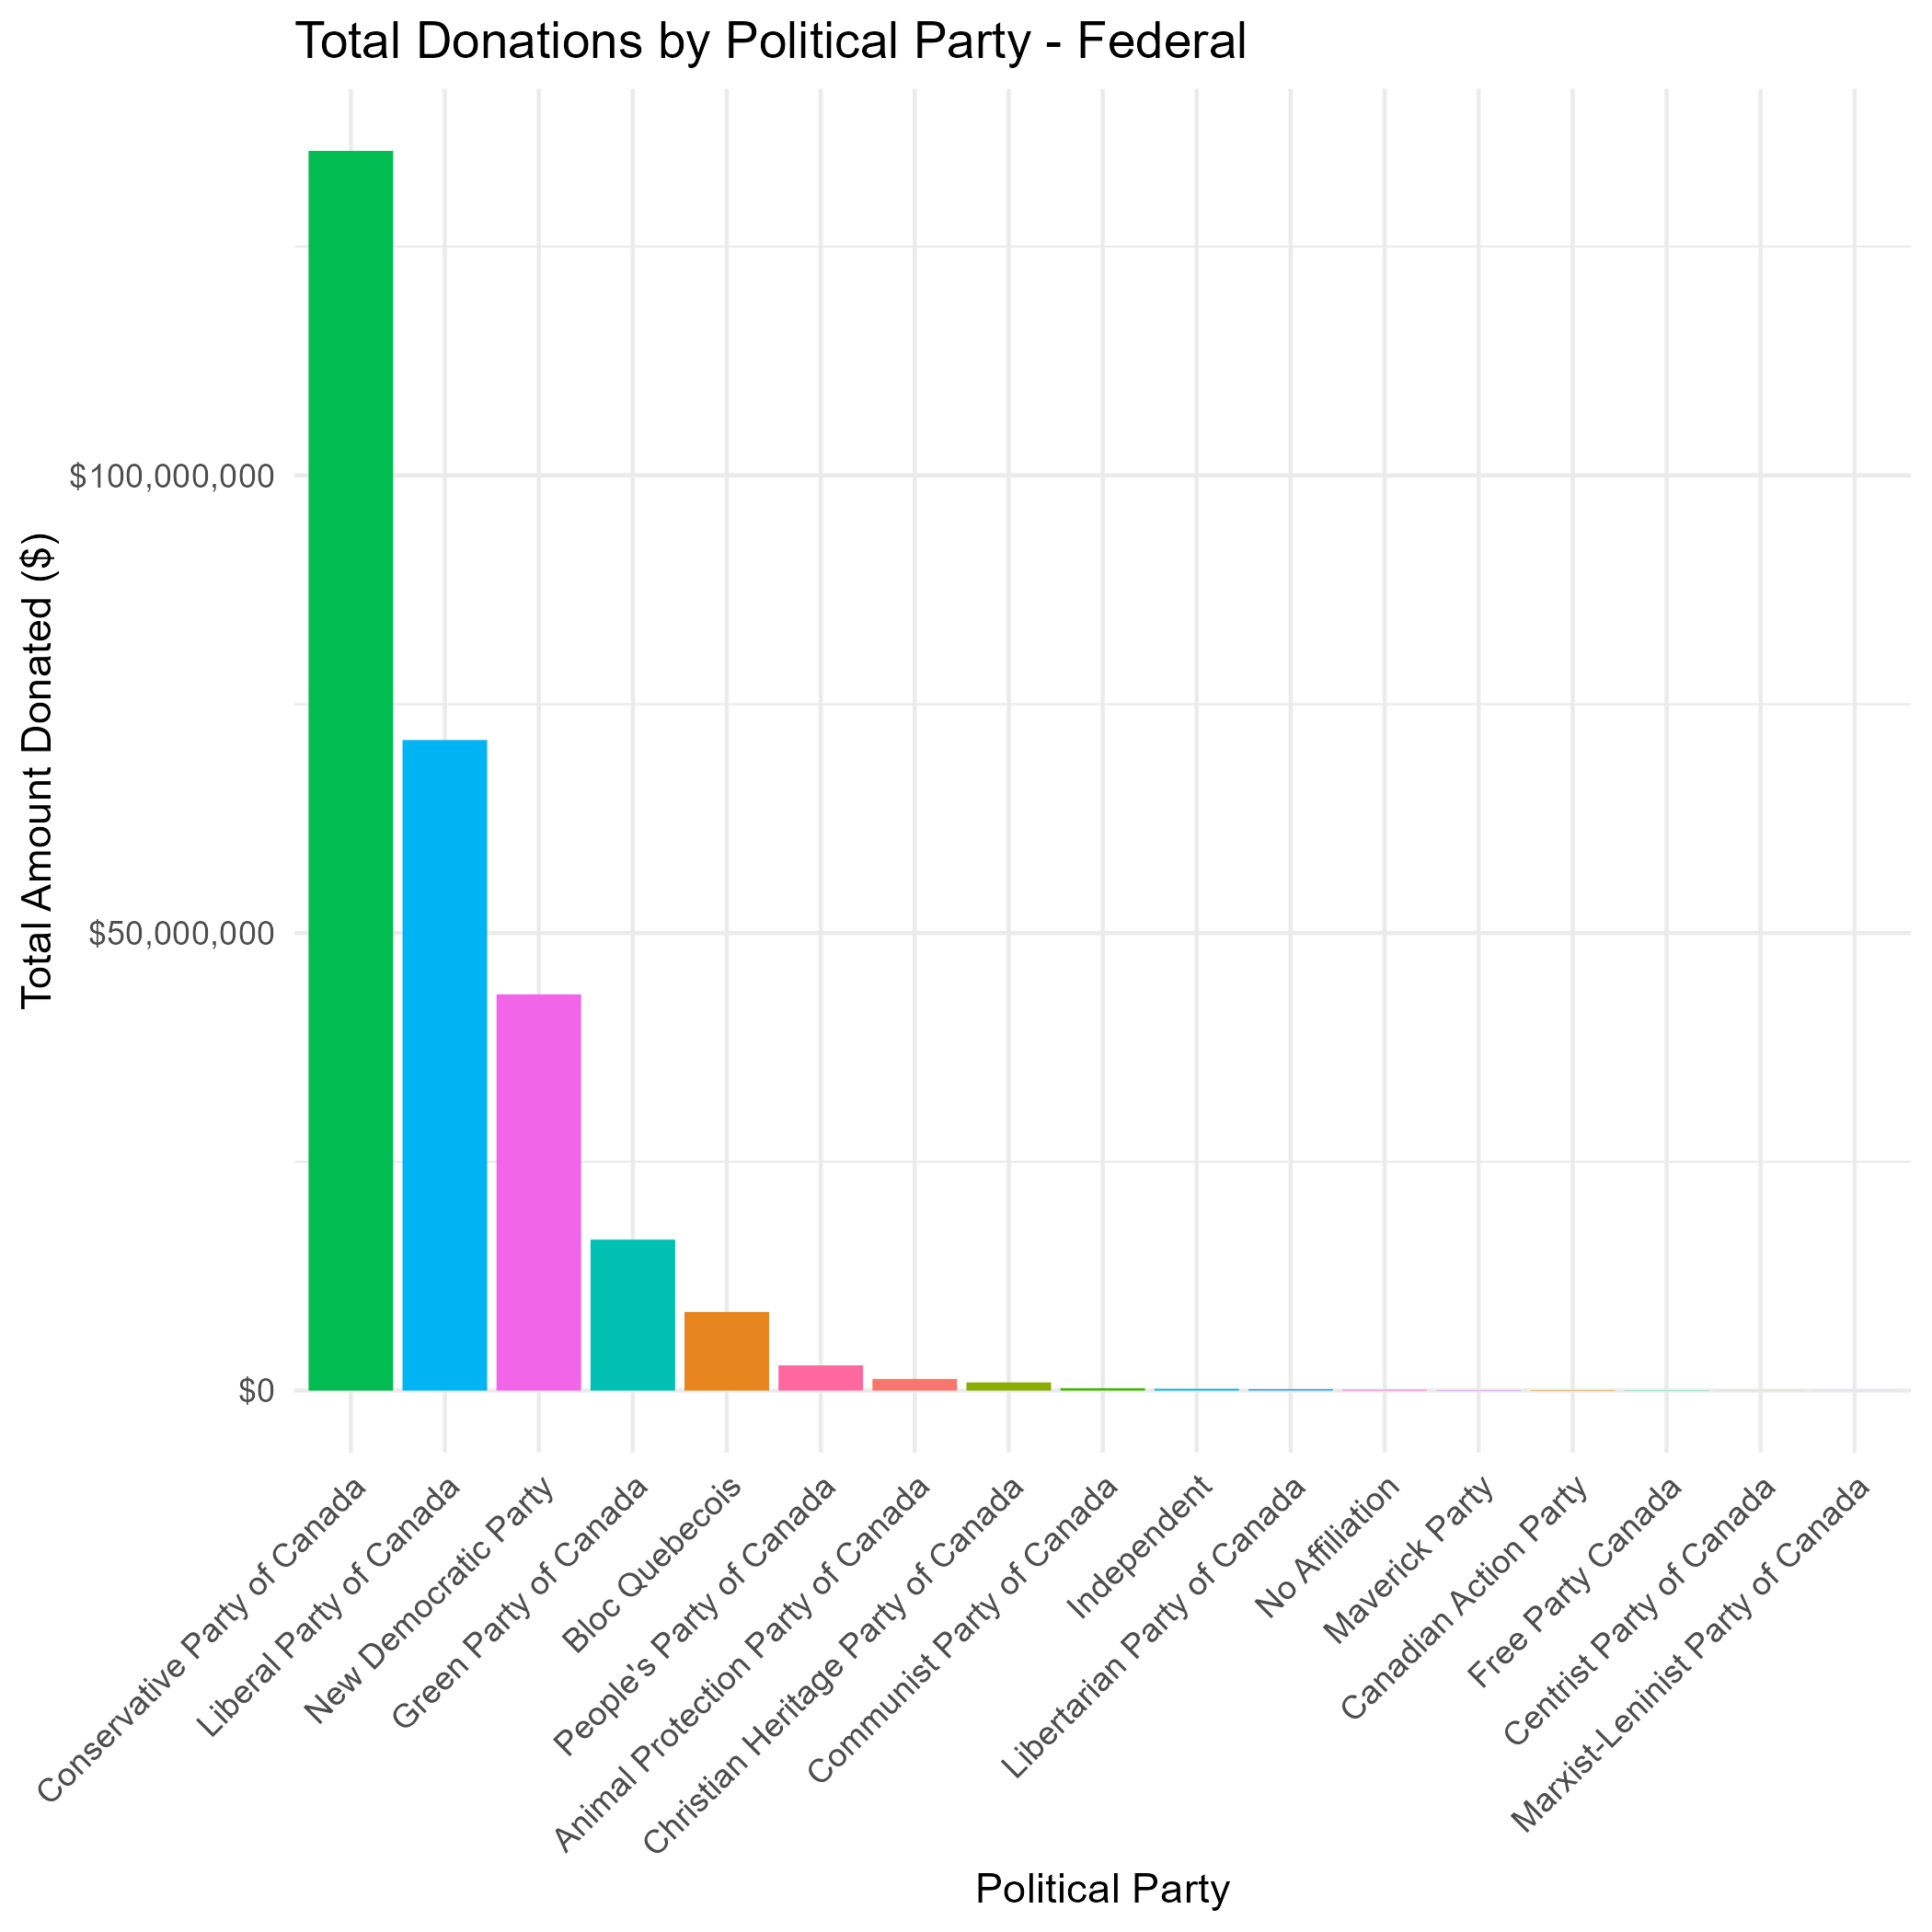 Total Donations by Political Party - Federal
Total Amount Donated ($)
$100,000,000
$50,000,000
$0
Conservative Party of Canada
Liberal Party of Canada
New Democratic Party
Green Party of Canada
Bloc Quebecois
People's Party of Canada
Animal Protection Party of Canada
Christian Heritage Party of Canada
Communist Party of Canada
Independent
Libertarian Party of Canada
No Affiliation
Maverick Party
Canadian Action Party
Free Party Canada
Centrist Party of Canada
Marxist-Leninist Party of Canada
Political Party